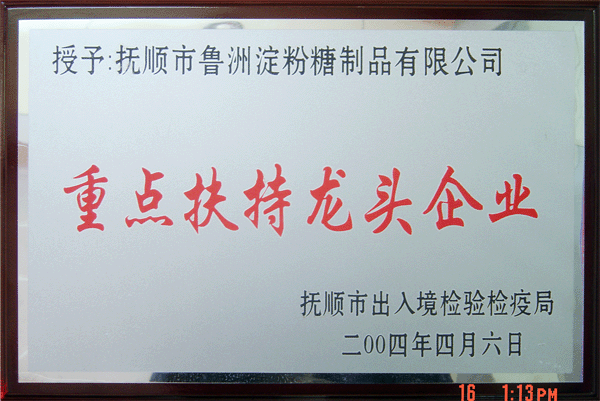 授予:抚顺市鲁洲淀粉糖制品有限公司
重点扶持龙头企业
抚顺市出入境检验检疫局
二00四年四月六日
16 1:13PM